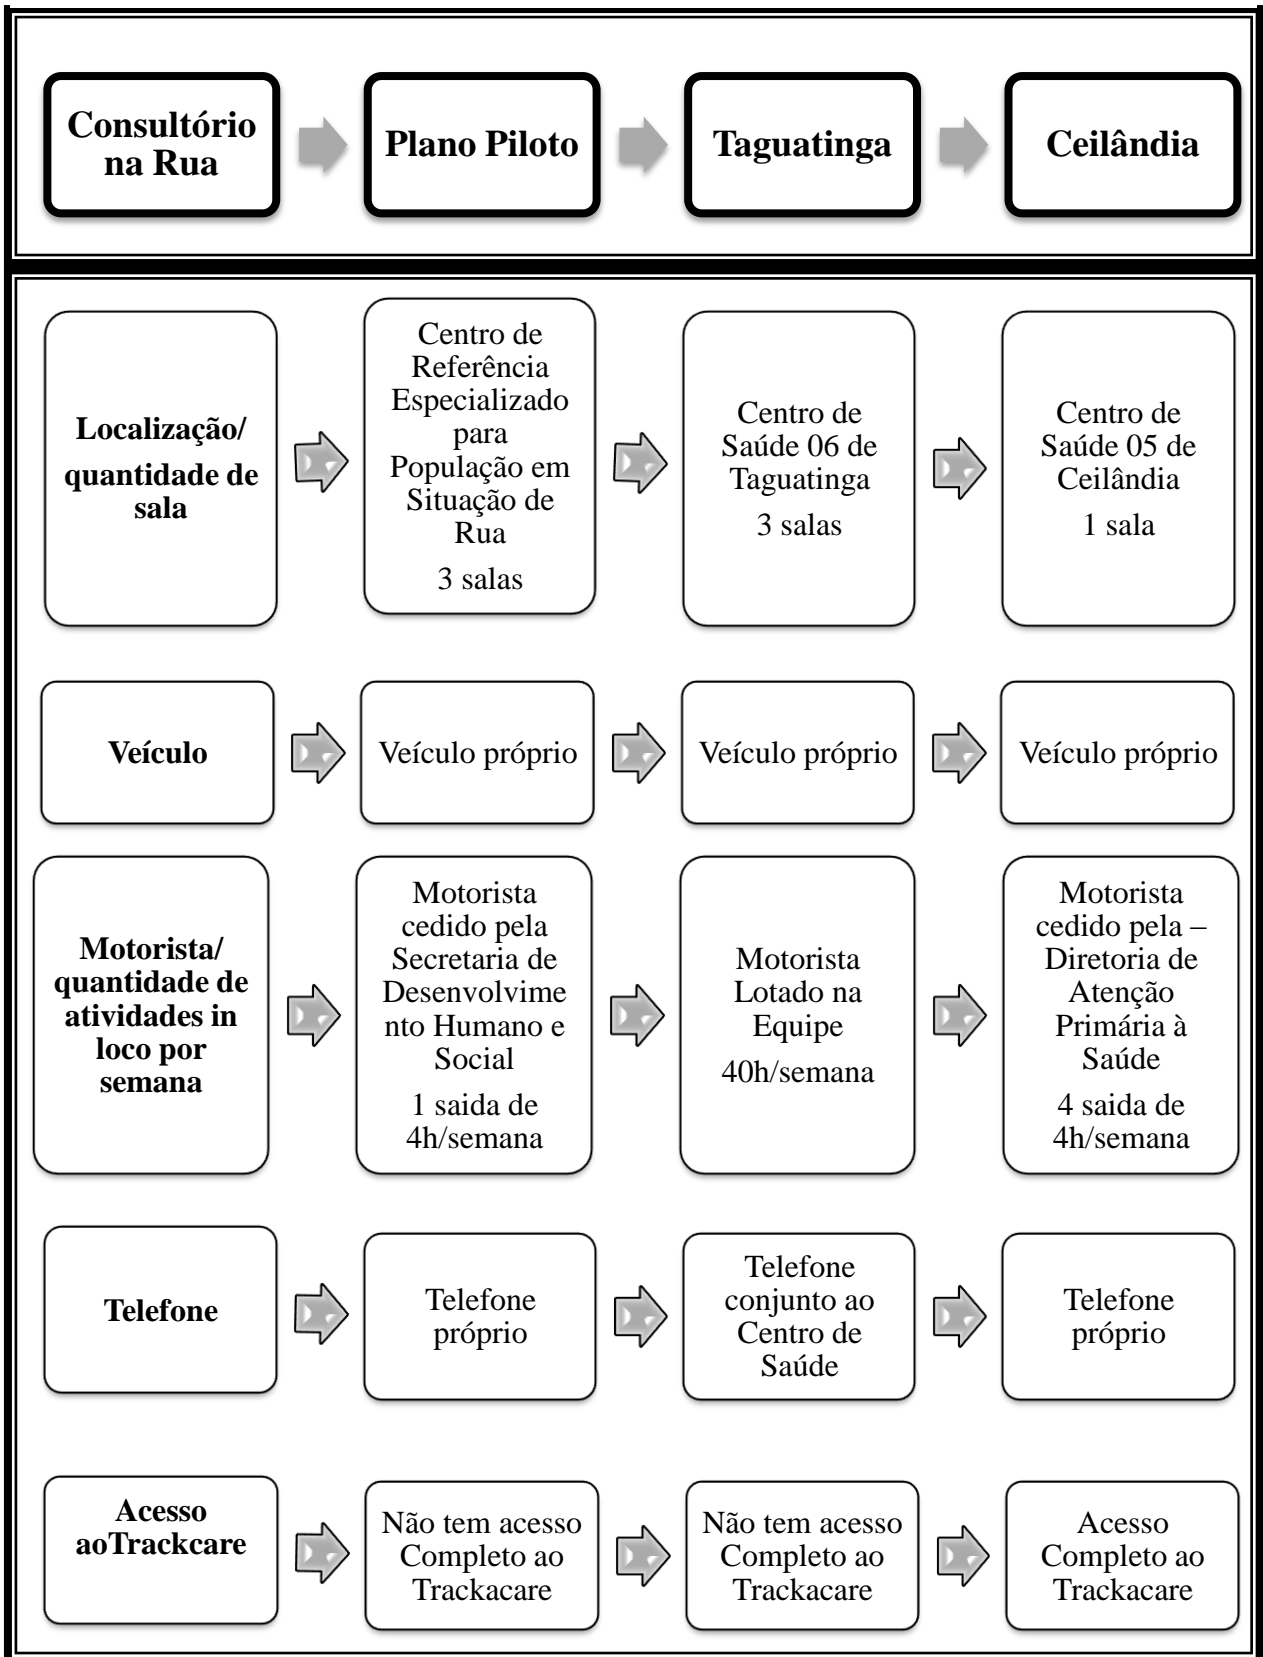 Consultório
na Rua
Plano Piloto
Taguatinga
Ceilândia
Localização/
quantidade de
sala
Centro de
Referência
Especializado
para
População em
Situação de
Rua
3 salas
Centro de
Saúde 06 de
Taguatinga
3 salas
Centro de
Saúde 05 de
Ceilândia
1 sala
Veículo
Veículo próprio
Veículo próprio
Veículo próprio
Motorista/
quantidade de
atividades in
loco por
semana
Motorista
cedido pela
Secretaria de
Desenvolvime
nto Humano e
Social
1 saida de
4h/semana
Motorista
Lotado na
Equipe
40h/semana
Motorista
cedido pela –
Diretoria de
Atenção
Primária à
Saúde
4 saida de
4h/semana
Telefone
Telefone
próprio
Telefone
conjunto ao
Centro de
Saúde
Telefone
próprio
Acesso
aoTrackcare
Não tem acesso
Completo ao
Trackacare
Não tem acesso
Completo ao
Trackacare
Acesso
Completo ao
Trackacare